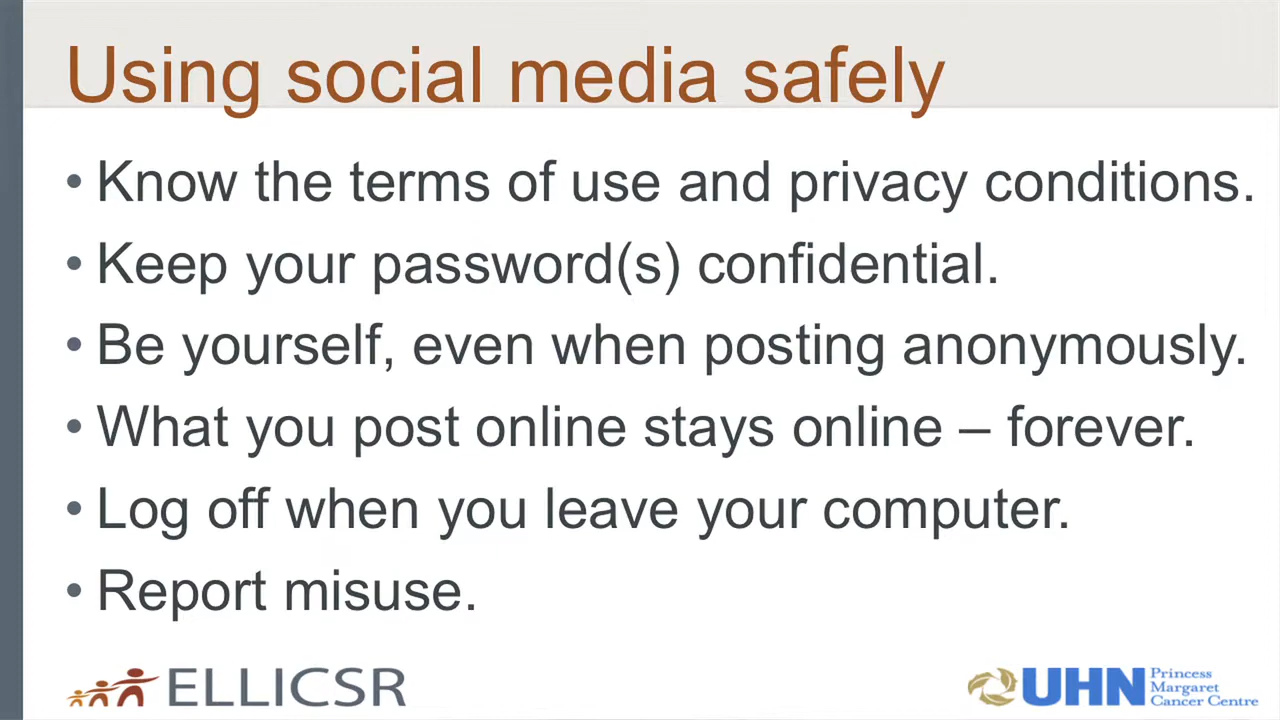 Using social media safely
• Know the terms of use and privacy conditions.
• Keep your password(s) confidential.
• Be yourself, even when posting anonymously.
• What you post online stays online – forever.
• Log off when you leave your computer.
• Report misuse.
ELLICSR
UHN Princess
Margaret
Cancer Centre